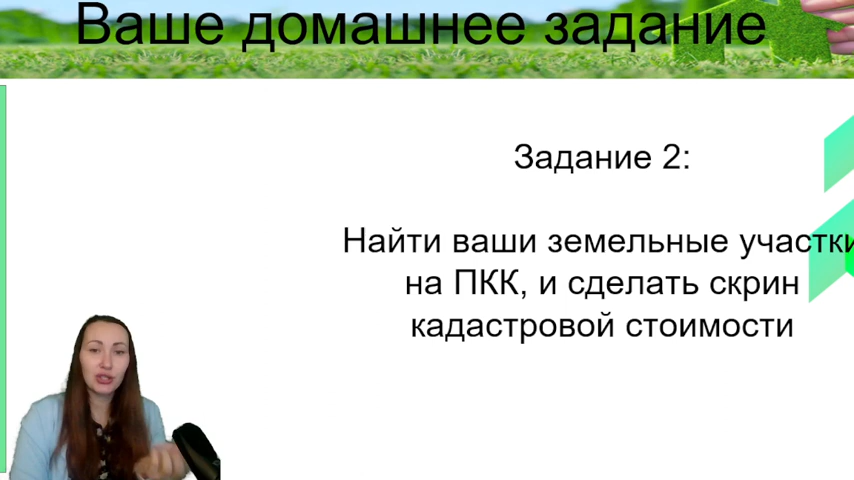 Ваше домашнее задание
Задание 2:
Найти ваши земельные участки
на ПКК, и сделать скрин
кадастровой стоимости